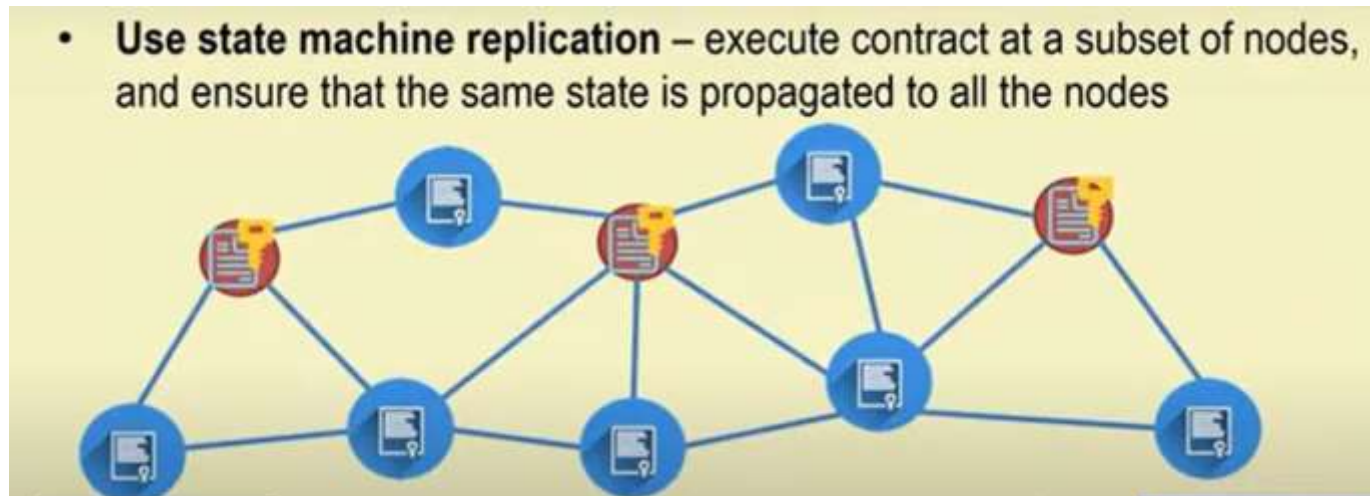 • Use state machine replication – execute contract at a subset of nodes,
and ensure that the same state is propagated to all the nodes